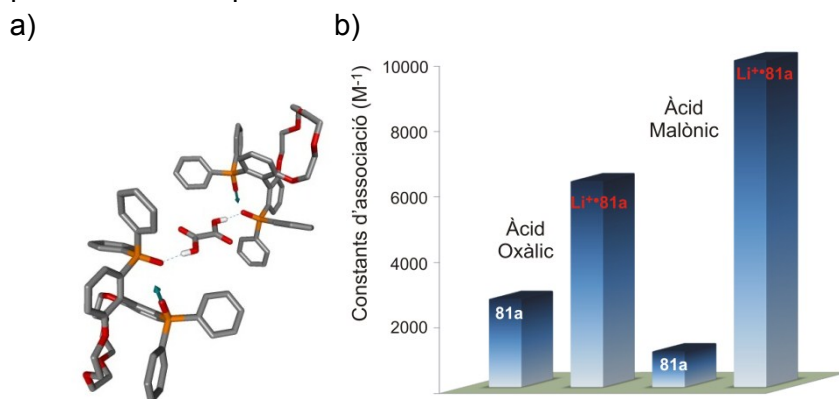 a)
b)
Constants d'associació (M-1)
10000
8000
6000
4000
2000
Àcid
Oxàlic
Àcid
Malònic
81a
Li+•81a
81a
Li+•81a